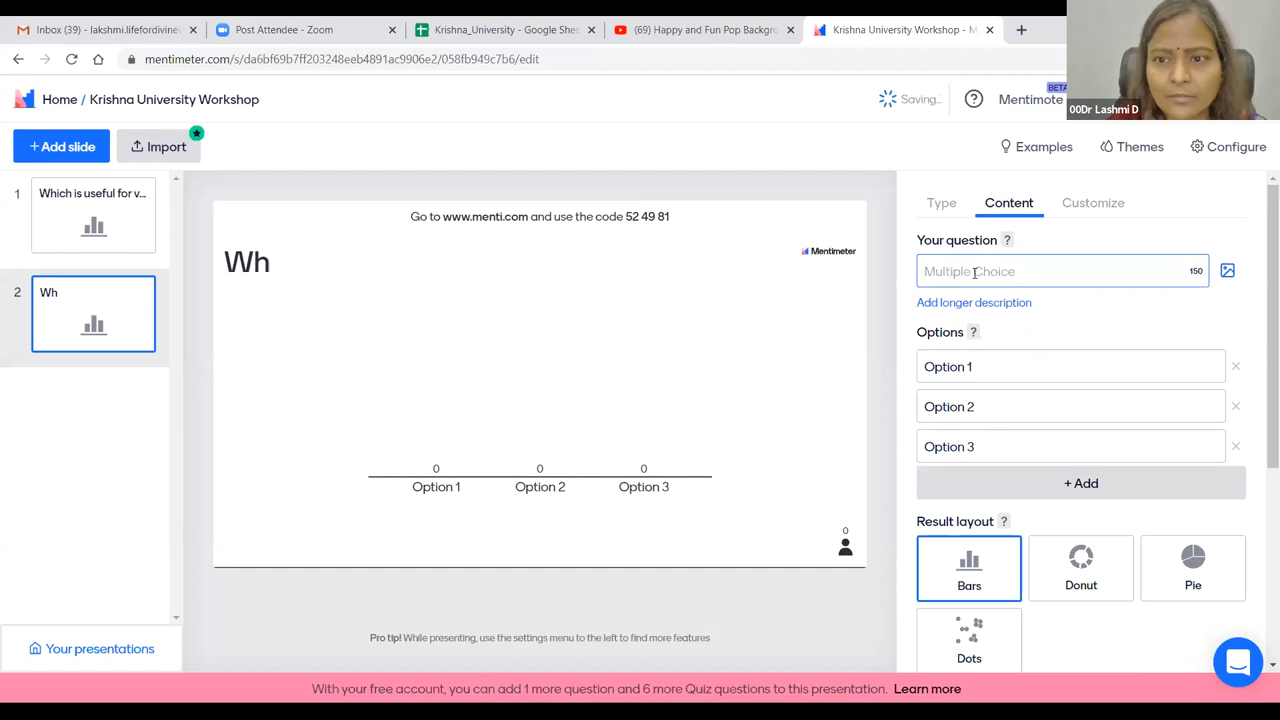 Inbox (39) - lakshmi.lifefordivinev
Post Attendee - Zoom
Krishna_University - Google She
(69) Happy and Fun Pop Backgro
Krishna University Workshop - M
mentimeter.com/s/da6bf69b7ff203248eeb4891ac9906e2/058fb949c7b6/edit
Home / Krishna University Workshop
Saving...
?
Mentimote
BETA
00Dr Lashmi D
+ Add slide
Import
Examples
Themes
Configure
1
Which is useful for v...
2
Wh
Your presentations
Go to www.menti.com and use the code 52 49 81
Wh
Mentimeter
0 0 0
Option 1 Option 2 Option 3
0
Pro tip! While presenting, use the settings menu to the left to find more features
Type Content Customize
Your question ?
Multiple Choice 150
Add longer description
Options ?
Option 1
Option 2
Option 3
+ Add
Result layout ?
Bars
Donut
Pie
Dots
With your free account, you can add 1 more question and 6 more Quiz questions to this presentation. Learn more